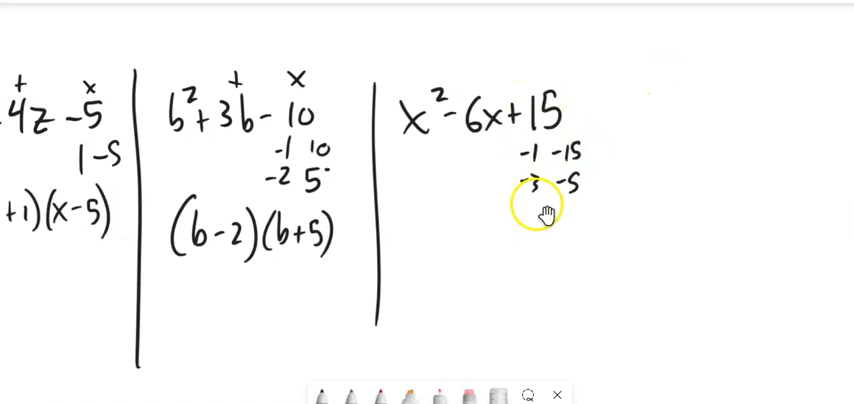 + x
4z -5
1 -5
+1)(x-5)
+ x
b²+3b-10
-1 10
-2 5
(b-2)(b+5)
x²-6x+15
-1 -15
-3 -5